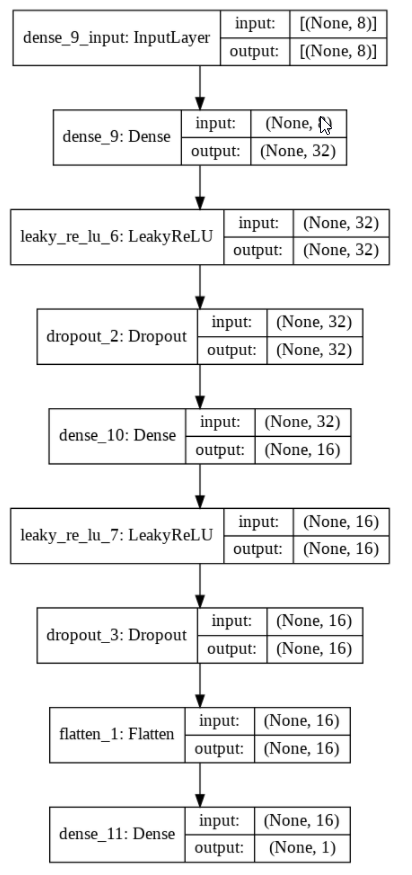 dense_9_input: InputLayer
input: [(None, 8)]
output: [(None, 8)]
dense_9: Dense
input: (None,
output: (None, 32)
leaky_re_lu_6: LeakyReLU
input: (None, 32)
output: (None, 32)
dropout_2: Dropout
input: (None, 32)
output: (None, 32)
dense_10: Dense
input: (None, 32)
output: (None, 16)
leaky_re_lu_7: LeakyReLU
input: (None, 16)
output: (None, 16)
dropout_3: Dropout
input: (None, 16)
output: (None, 16)
flatten_1: Flatten
input: (None, 16)
output: (None, 16)
dense_11: Dense
input: (None, 16)
output: (None, 1)